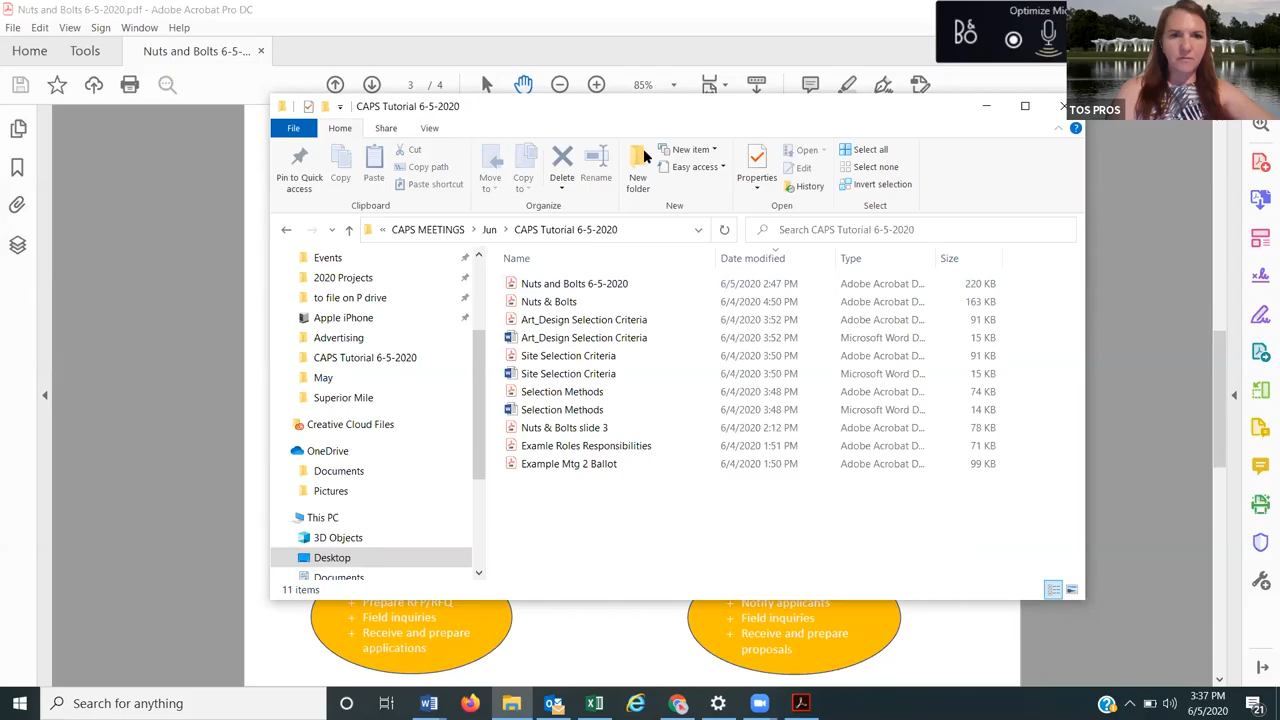 Nuts and Bolts 6-5-2020.pdf - Adobe Acrobat Pro DC
File Edit View Sign Window Help
Home Tools Nuts and Bolts 6-5-... ×
3 / 4 85%
Optimize Mi
B&O
TOS PROS
CAPS Tutorial 6-5-2020
File Home Share View
Pin to Quick access
Copy
Paste
Cut
Copy path
Paste shortcut
Clipboard
Move to
Copy to
Delete
Rename
Organize
New folder
New item
Easy access
New
Properties
Open
Edit
History
Open
Select all
Select none
Invert selection
Select
« CAPS MEETINGS > Jun > CAPS Tutorial 6-5-2020
Search CAPS Tutorial 6-5-2020
Events
2020 Projects
to file on P drive
Apple iPhone
Advertising
CAPS Tutorial 6-5-2020
May
Superior Mile
Creative Cloud Files
OneDrive
Documents
Pictures
This PC
3D Objects
Desktop
Documents
Name Date modified Type Size
Nuts and Bolts 6-5-2020 6/5/2020 2:47 PM Adobe Acrobat D... 220 KB
Nuts & Bolts 6/4/2020 4:50 PM Adobe Acrobat D... 163 KB
Art_Design Selection Criteria 6/4/2020 3:52 PM Adobe Acrobat D... 91 KB
Art_Design Selection Criteria 6/4/2020 3:52 PM Microsoft Word D... 15 KB
Site Selection Criteria 6/4/2020 3:50 PM Adobe Acrobat D... 91 KB
Site Selection Criteria 6/4/2020 3:50 PM Microsoft Word D... 15 KB
Selection Methods 6/4/2020 3:48 PM Adobe Acrobat D... 74 KB
Selection Methods 6/4/2020 3:48 PM Microsoft Word D... 14 KB
Nuts & Bolts slide 3 6/4/2020 2:12 PM Adobe Acrobat D... 78 KB
Examle Roles Responsibilities 6/4/2020 1:51 PM Adobe Acrobat D... 71 KB
Example Mtg 2 Ballot 6/4/2020 1:50 PM Adobe Acrobat D... 99 KB
11 items
+ Prepare RFP/RFQ
+ Field inquiries
+ Receive and prepare
applications
+ Notify applicants
+ Field inquiries
+ Receive and prepare
proposals
Search for anything
3:37 PM
6/5/2020
21